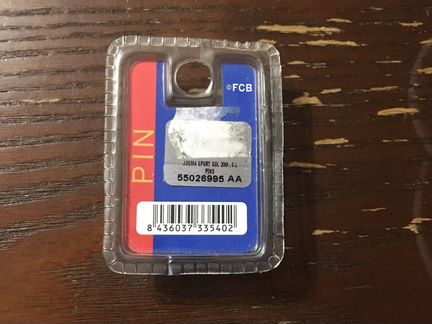 ©FCB
PIN
JOSMA SPORT GOL 2000, S.L
PINS
55026995 AA
8 436037 335402